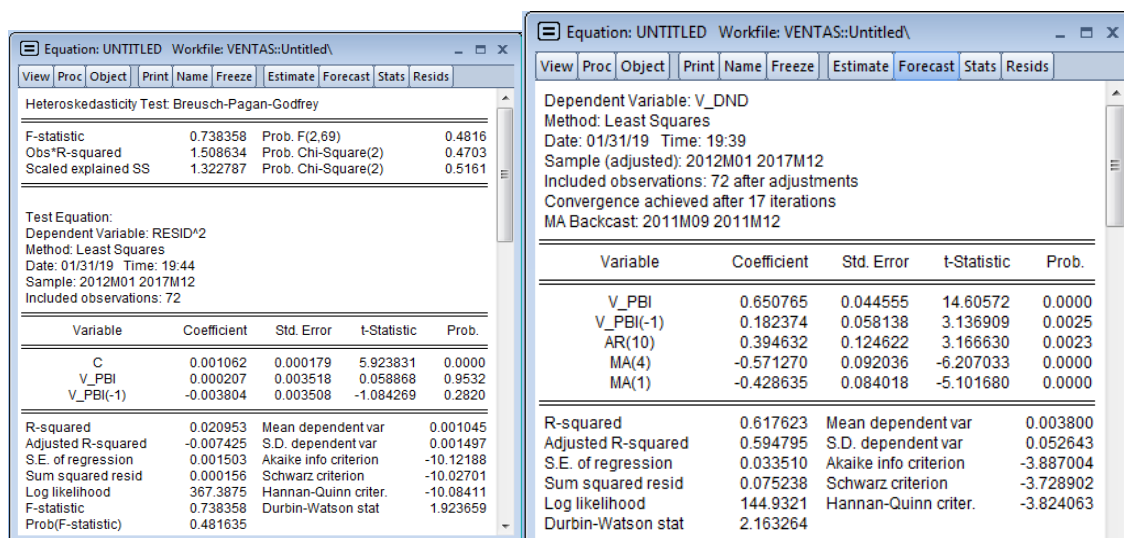 Equation: UNTITLED Workfile: VENTAS::Untitled\
View Proc Object Print Name Freeze Estimate Forecast Stats Resids
Heteroskedasticity Test: Breusch-Pagan-Godfrey
F-statistic 0.738358 Prob. F(2,69) 0.4816
Obs*R-squared 1.508634 Prob. Chi-Square(2) 0.4703
Scaled explained SS 1.322787 Prob. Chi-Square(2) 0.5161
Test Equation:
Dependent Variable: RESID^2
Method: Least Squares
Date: 01/31/19 Time: 19:44
Sample: 2012M01 2017M12
Included observations: 72
Variable Coefficient Std. Error t-Statistic Prob.
C 0.001062 0.000179 5.923831 0.0000
V_PBI 0.000207 0.003518 0.058868 0.9532
V_PBI(-1) -0.003804 0.003508 -1.084269 0.2820
R-squared 0.020953 Mean dependent var 0.001045
Adjusted R-squared -0.007425 S.D. dependent var 0.001497
S.E. of regression 0.001503 Akaike info criterion -10.12188
Sum squared resid 0.000156 Schwarz criterion -10.02701
Log likelihood 367.3875 Hannan-Quinn criter. -10.08411
F-statistic 0.738358 Durbin-Watson stat 1.923659
Prob(F-statistic) 0.481635
Equation: UNTITLED Workfile: VENTAS::Untitled\
View Proc Object Print Name Freeze Estimate Forecast Stats Resids
Dependent Variable: V_DND
Method: Least Squares
Date: 01/31/19 Time: 19:39
Sample (adjusted): 2012M01 2017M12
Included observations: 72 after adjustments
Convergence achieved after 17 iterations
MA Backcast: 2011M09 2011M12
Variable Coefficient Std. Error t-Statistic Prob.
V_PBI 0.650765 0.044555 14.60572 0.0000
V_PBI(-1) 0.182374 0.058138 3.136909 0.0025
AR(10) 0.394632 0.124622 3.166630 0.0023
MA(4) -0.571270 0.092036 -6.207033 0.0000
MA(1) -0.428635 0.084018 -5.101680 0.0000
R-squared 0.617623 Mean dependent var 0.003800
Adjusted R-squared 0.594795 S.D. dependent var 0.052643
S.E. of regression 0.033510 Akaike info criterion -3.887004
Sum squared resid 0.075238 Schwarz criterion -3.728902
Log likelihood 144.9321 Hannan-Quinn criter. -3.824063
Durbin-Watson stat 2.163264